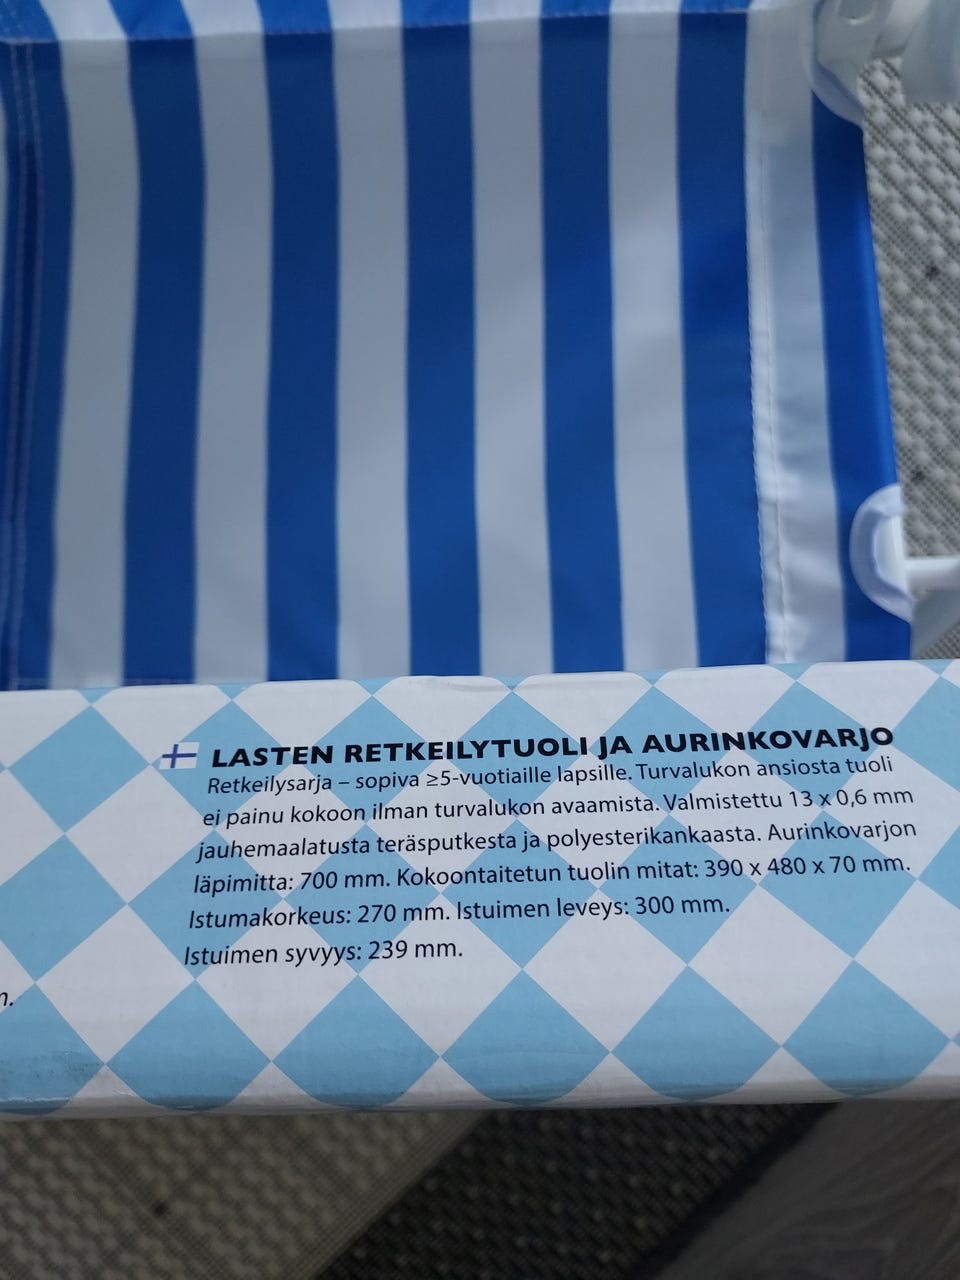 LASTEN RETKEILYTUOLI JA AURINKOVARJO
Retkeilysarja – sopiva ≥5-vuotiaille lapsille. Turvalukon ansiosta tuoli
ei painu kokoon ilman turvalukon avaamista. Valmistettu 13 x 0,6 mm
jauhemaalatusta teräsputkesta ja polyesterikankaasta. Aurinkovarjon
läpimitta: 700 mm. Kokoontaitetun tuolin mitat: 390 x 480 x 70 mm.
Istumakorkeus: 270 mm. Istuimen leveys: 300 mm.
Istuimen syvyys: 239 mm.